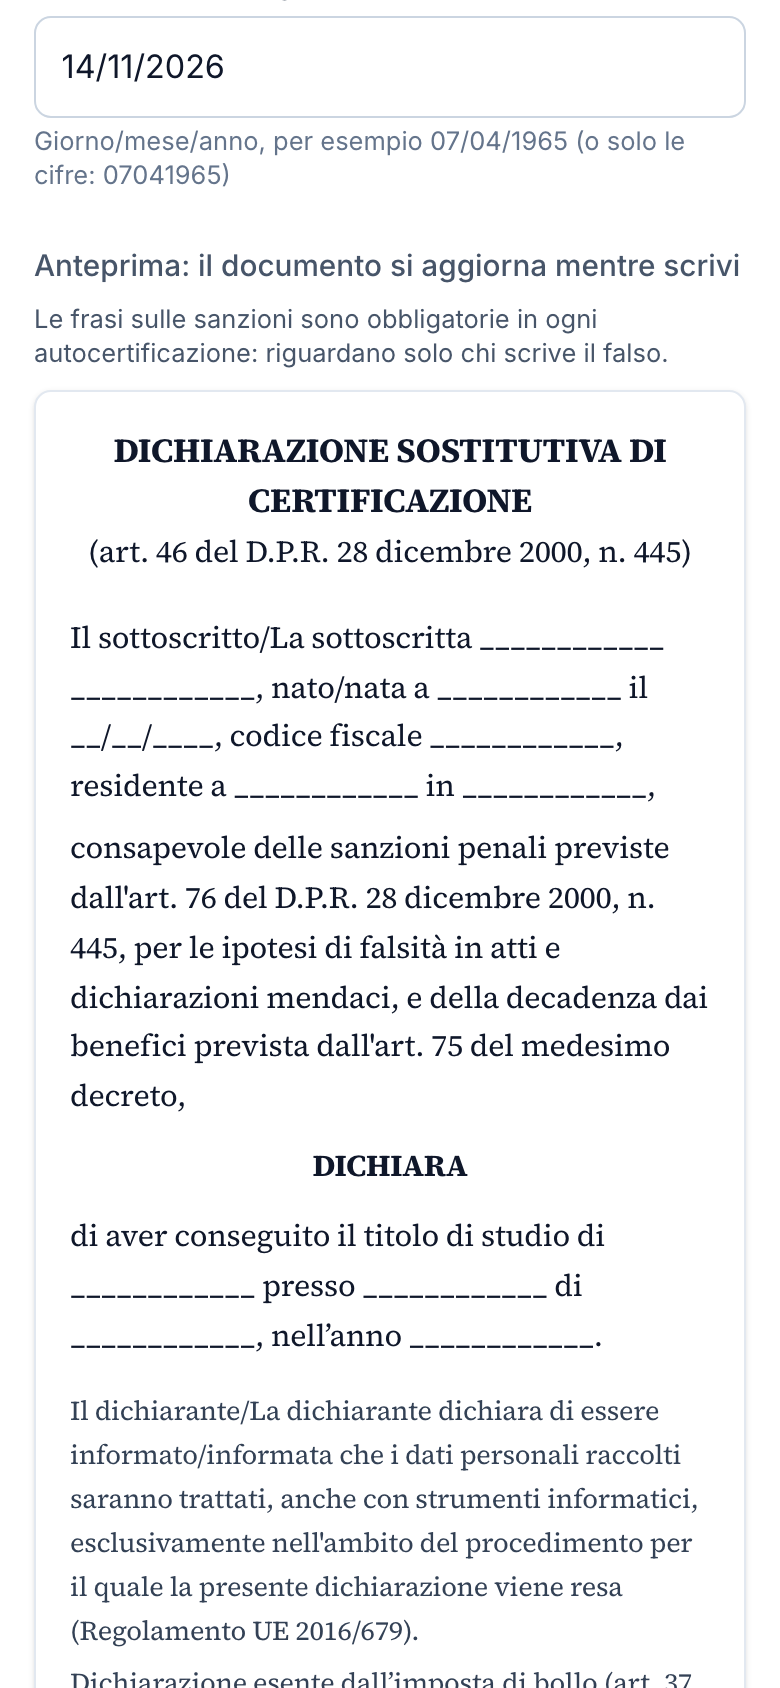 14/11/2026
Giorno/mese/anno, per esempio 07/04/1965 (o solo le
cifre: 07041965)
Anteprima: il documento si aggiorna mentre scrivi
Le frasi sulle sanzioni sono obbligatorie in ogni
autocertificazione: riguardano solo chi scrive il falso.
DICHIARAZIONE SOSTITUTIVA DI
CERTIFICAZIONE
(art. 46 del D.P.R. 28 dicembre 2000, n. 445)
Il sottoscritto/La sottoscritta ____________
____________, nato/nata a ____________ il
__/__/____, codice fiscale ____________,
residente a ____________ in ____________,
consapevole delle sanzioni penali previste
dall'art. 76 del D.P.R. 28 dicembre 2000, n.
445, per le ipotesi di falsità in atti e
dichiarazioni mendaci, e della decadenza dai
benefici prevista dall'art. 75 del medesimo
decreto,
DICHIARA
di aver conseguito il titolo di studio di
____________ presso ____________ di
____________, nell’anno ____________.
Il dichiarante/La dichiarante dichiara di essere
informato/informata che i dati personali raccolti
saranno trattati, anche con strumenti informatici,
esclusivamente nell'ambito del procedimento per
il quale la presente dichiarazione viene resa
(Regolamento UE 2016/679).
Dichiarazione esente dall’imposta di bollo (art. 37